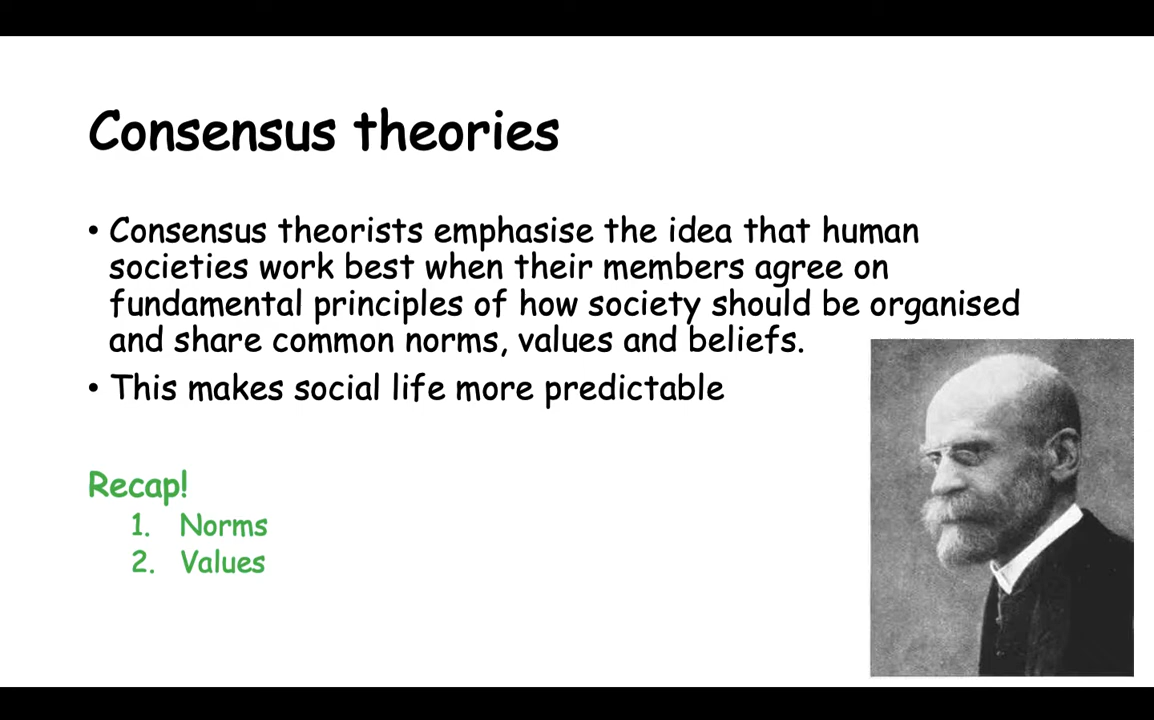 Consensus theories
• Consensus theorists emphasise the idea that human
societies work best when their members agree on
fundamental principles of how society should be organised
and share common norms, values and beliefs.
• This makes social life more predictable
Recap!
1. Norms
2. Values